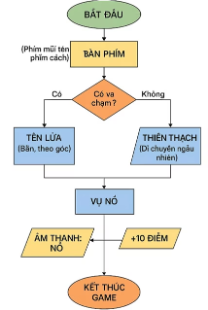 BẮT ĐẦU
(Phím mũi tên
phím cách)
BÀN PHÍM
Có va
chạm?
Có
Không
TÊN LỬA
(Bắn, theo góc)
THIÊN THẠCH
(Di chuyển ngẫu
nhiên)
VỤ NỔ
ÂM THANH:
NỔ
+10 ĐIỂM
KẾT THÚC
GAME